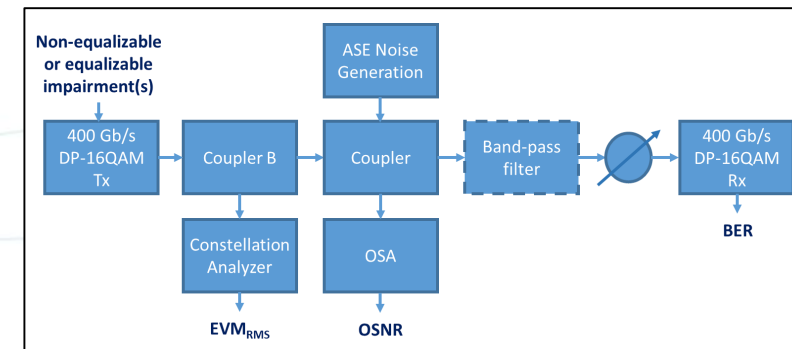 Non-equalizable
or equalizable
impairment(s)
ASE Noise
Generation
400 Gb/s
DP-16QAM
Tx
Coupler B
Coupler
Band-pass
filter
400 Gb/s
DP-16QAM
Rx
Constellation
Analyzer
OSA
BER
EVMRMS
OSNR